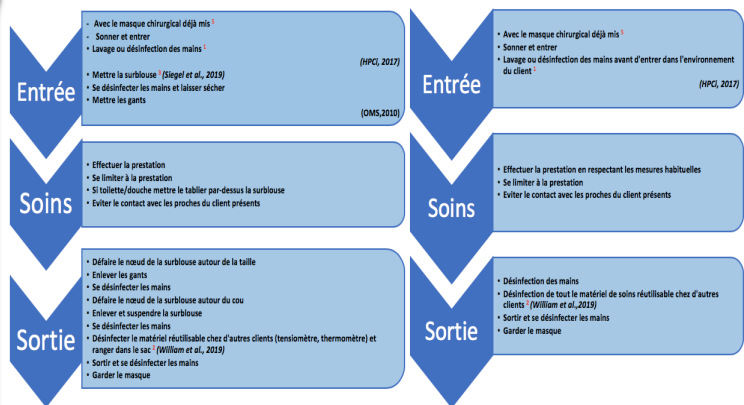 Entrée
- Avec le masque chirurgical déjà mis 5
- Sonner et entrer
• Lavage ou désinfection des mains 1
(HPCi, 2017)
• Mettre la surblouse 3 (Siegel et al., 2019)
• Se désinfecter les mains et laisser sécher
• Mettre les gants
(OMS,2010)
Soins
• Effectuer la prestation
• Se limiter à la prestation
• Si toilette/douche mettre le tablier par-dessus la surblouse
• Eviter le contact avec les proches du client présents
Sortie
• Défaire le nœud de la surblouse autour de la taille
• Enlever les gants
• Se désinfecter les mains
• Défaire le nœud de la surblouse autour du cou
• Enlever et suspendre la surblouse
• Se désinfecter les mains
• Désinfecter le matériel réutilisable chez d'autres clients (tensiomètre, thermomètre) et
ranger dans le sac 2 (William et al., 2019)
• Sortir et se désinfecter les mains
• Garder le masque
Entrée
• Avec le masque chirurgical déjà mis 5
• Sonner et entrer
• Lavage ou désinfection des mains avant d'entrer dans l'environnement
du client 1
(HPCi, 2017)
Soins
• Effectuer la prestation en respectant les mesures habituelles
• Se limiter à la prestation
• Eviter le contact avec les proches du client présents
Sortie
• Désinfection des mains
• Désinfection de tout le matériel de soins réutilisable chez d'autres
clients 2 (William et al.,2019)
• Sortir et se désinfecter les mains
• Garder le masque